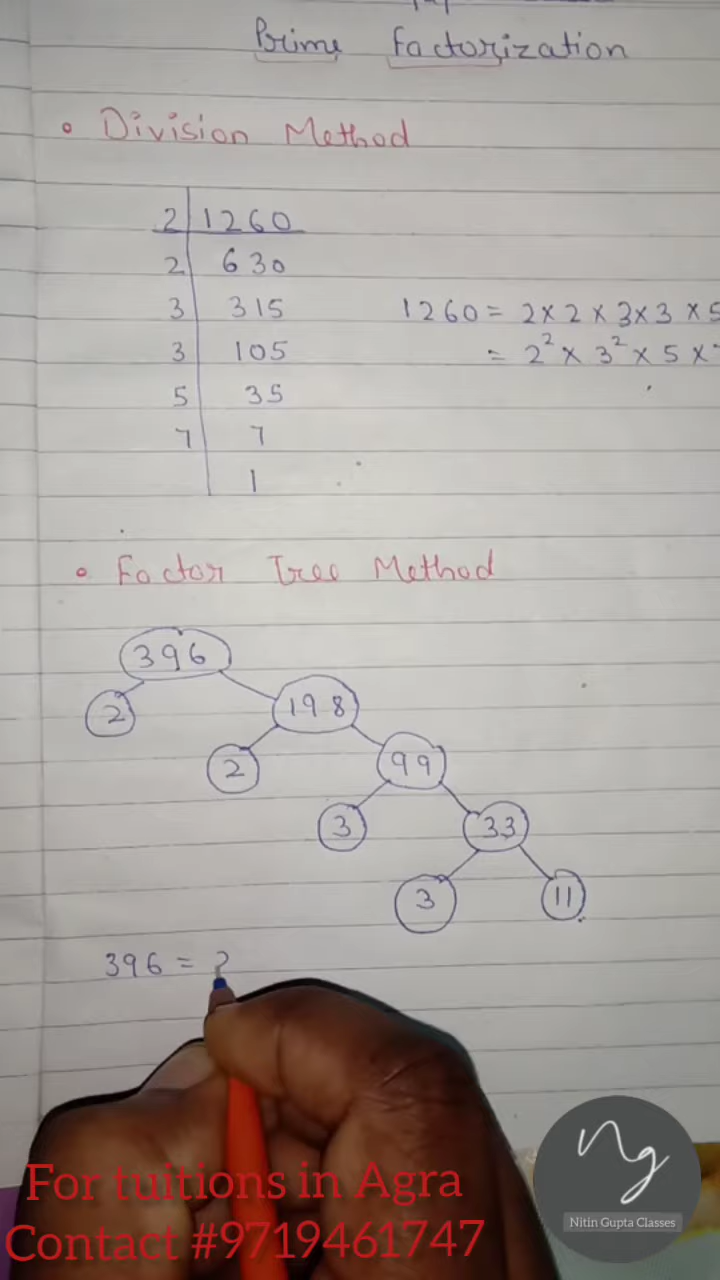 Prime Factorization
• Division Method
2 | 1260
2 | 630
3 | 315
3 | 105
5 | 35
7 | 7
| 1
1260 = 2 × 2 × 3 × 3 × 5
= 2² × 3² × 5 ×
• Factor Tree Method
396
2 198
2 99
3 33
3 11
396 =
For tuitions in Agra
Contact #9719461747
ng
Nitin Gupta Classes